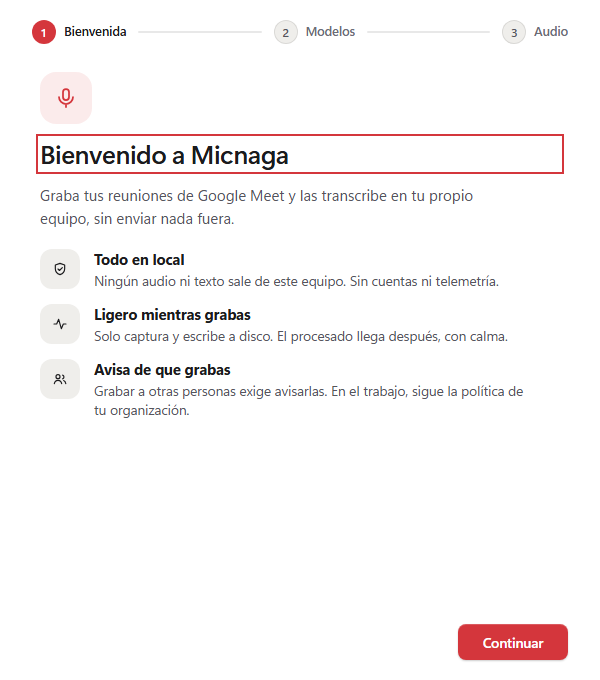 1 Bienvenida 2 Modelos 3 Audio
Bienvenido a Micnaga
Graba tus reuniones de Google Meet y las transcribe en tu propio
equipo, sin enviar nada fuera.
Todo en local
Ningún audio ni texto sale de este equipo. Sin cuentas ni telemetría.
Ligero mientras grabas
Solo captura y escribe a disco. El procesado llega después, con calma.
Avisa de que grabas
Grabar a otras personas exige avisarlas. En el trabajo, sigue la política de
tu organización.
Continuar